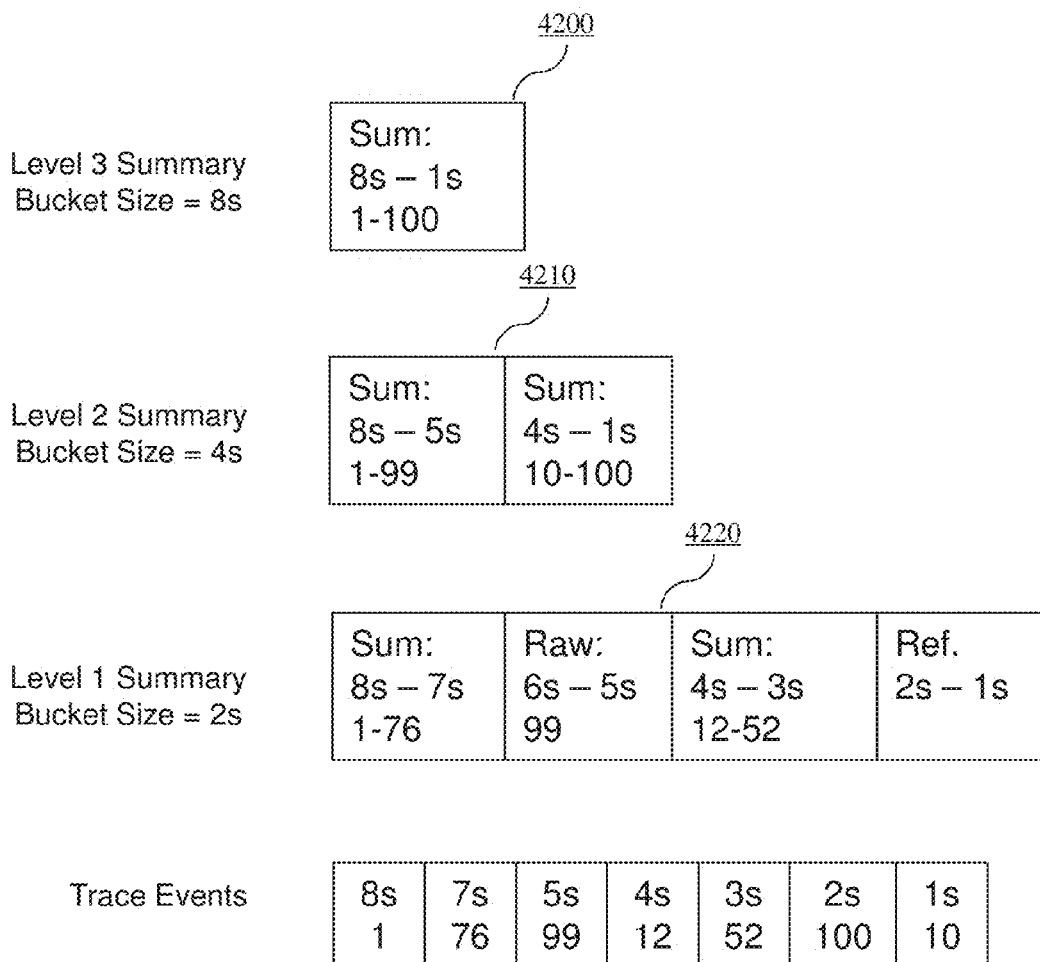 4200
Level 3 Summary
Bucket Size = 8s
Sum:
8s – 1s
1-100
4210
Level 2 Summary
Bucket Size = 4s
Sum:
8s – 5s
1-99
Sum:
4s – 1s
10-100
4220
Level 1 Summary
Bucket Size = 2s
Sum:
8s – 7s
1-76
Raw:
6s – 5s
99
Sum:
4s – 3s
12-52
Ref.
2s – 1s
Trace Events
8s 7s 5s 4s 3s 2s 1s
1 76 99 12 52 100 10